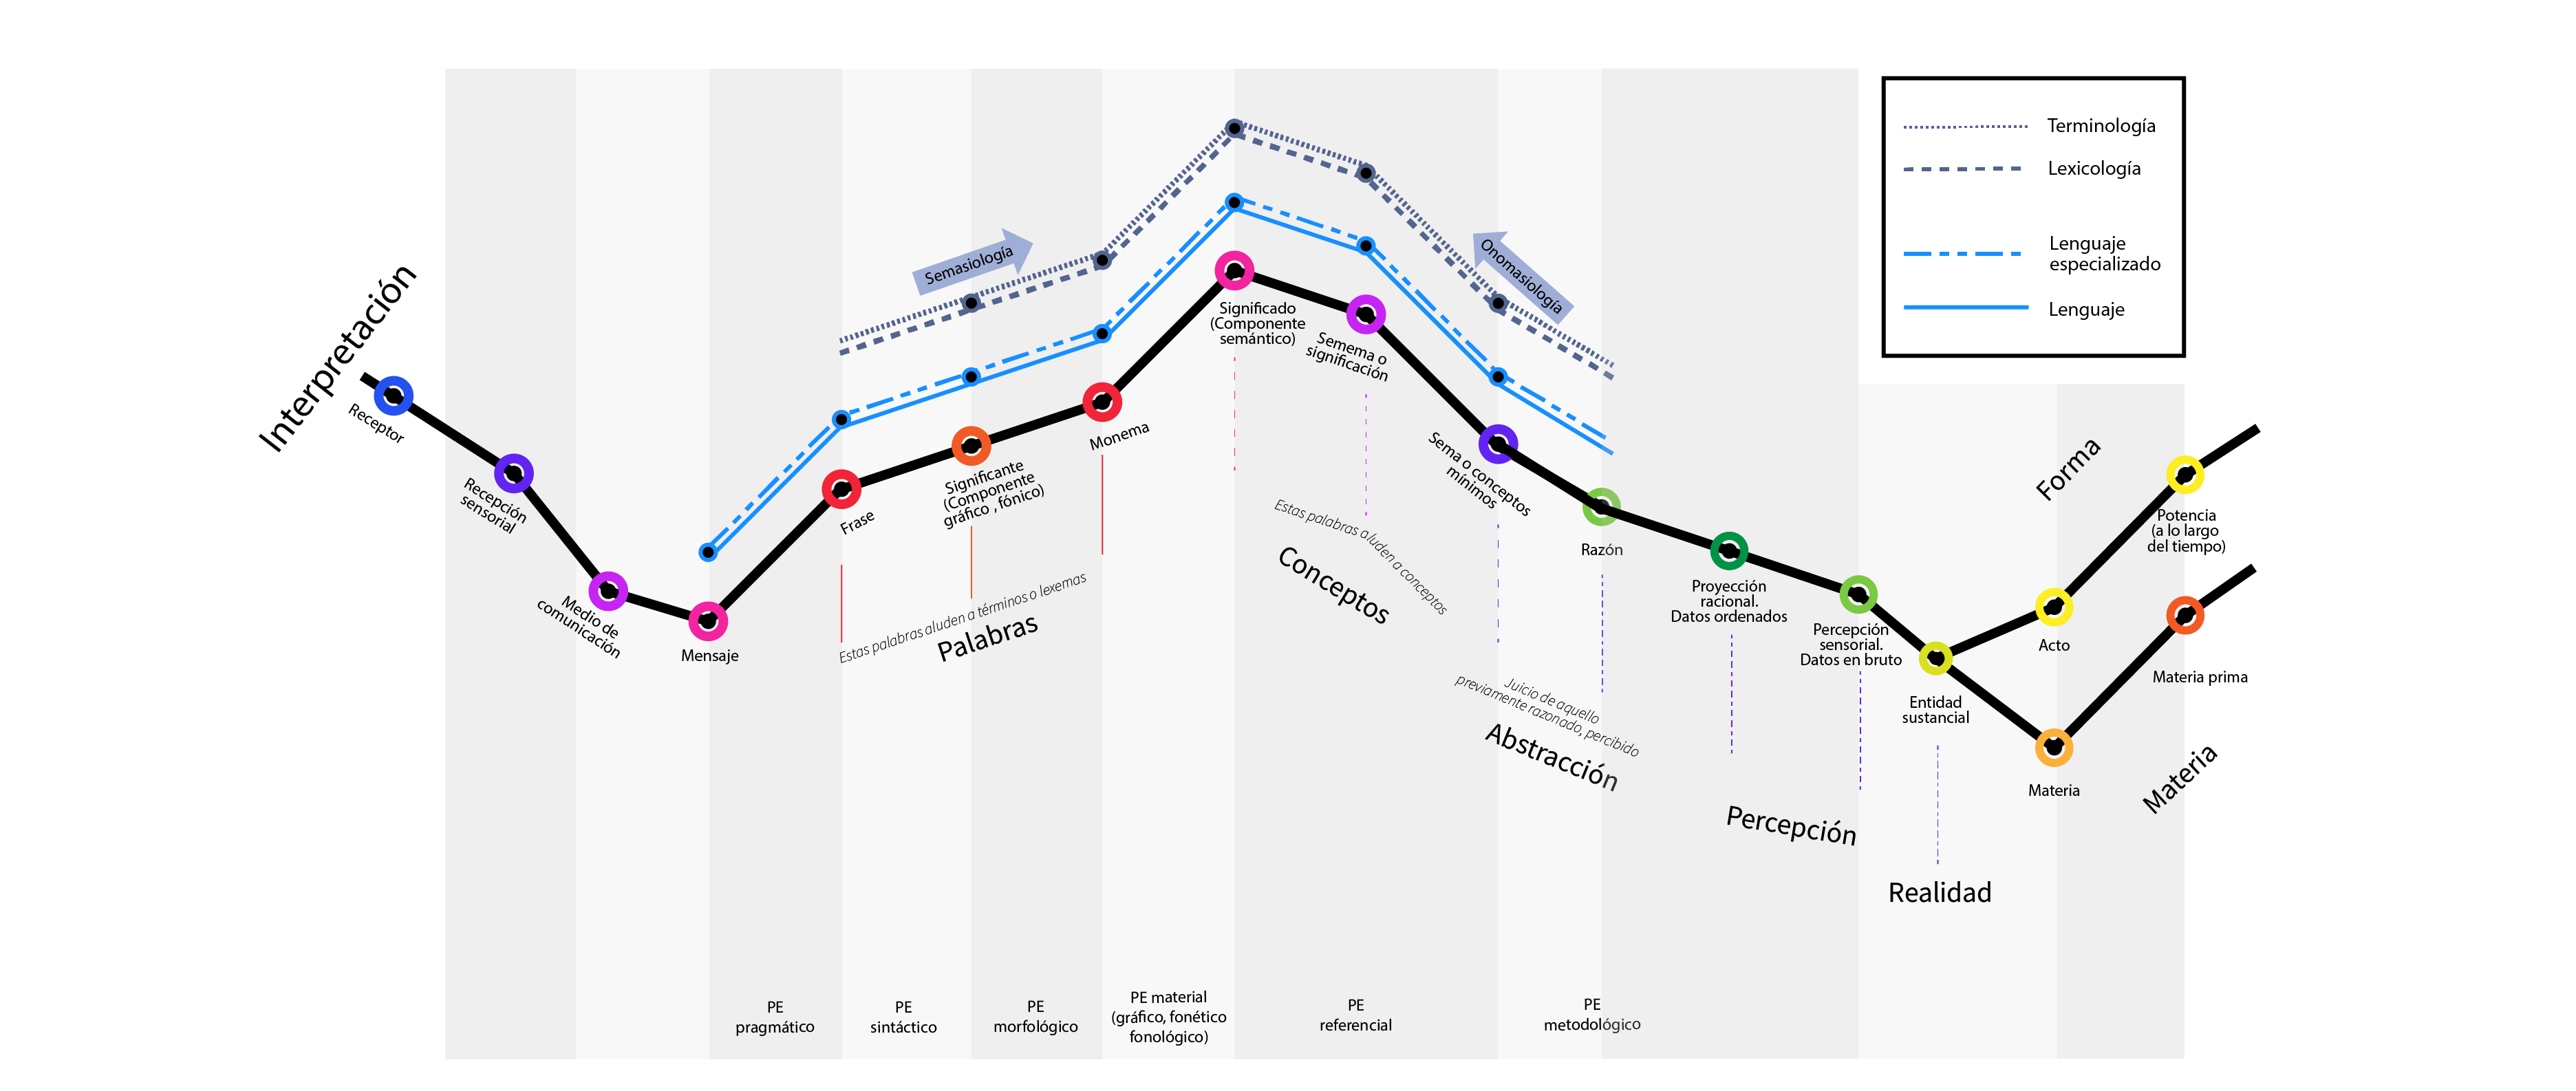 Terminología
Lexicología
Lenguaje
especializado
Lenguaje
Semasiología
Onomasiología
Interpretación
Receptor
Recepción
sensorial
Medio de
comunicación
Mensaje
Frase
Significante
(Componente
gráfico , fónico)
Monema
Significado
(Componente
semántico)
Semema o
significación
Sema o conceptos
mínimos
Razón
Proyección
racional.
Datos ordenados
Percepción
sensorial.
Datos en bruto
Entidad
sustancial
Acto
Potencia
(a lo largo
del tiempo)
Materia prima
Materia
Forma
Materia
Estas palabras aluden a términos o lexemas
Palabras
Estas palabras aluden a conceptos
Conceptos
Juicio de aquello
previamente razonado, percibido
Abstracción
Percepción
Realidad
PE
pragmático
PE
sintáctico
PE
morfológico
PE material
(gráfico, fonético
fonológico)
PE
referencial
PE
metodológico